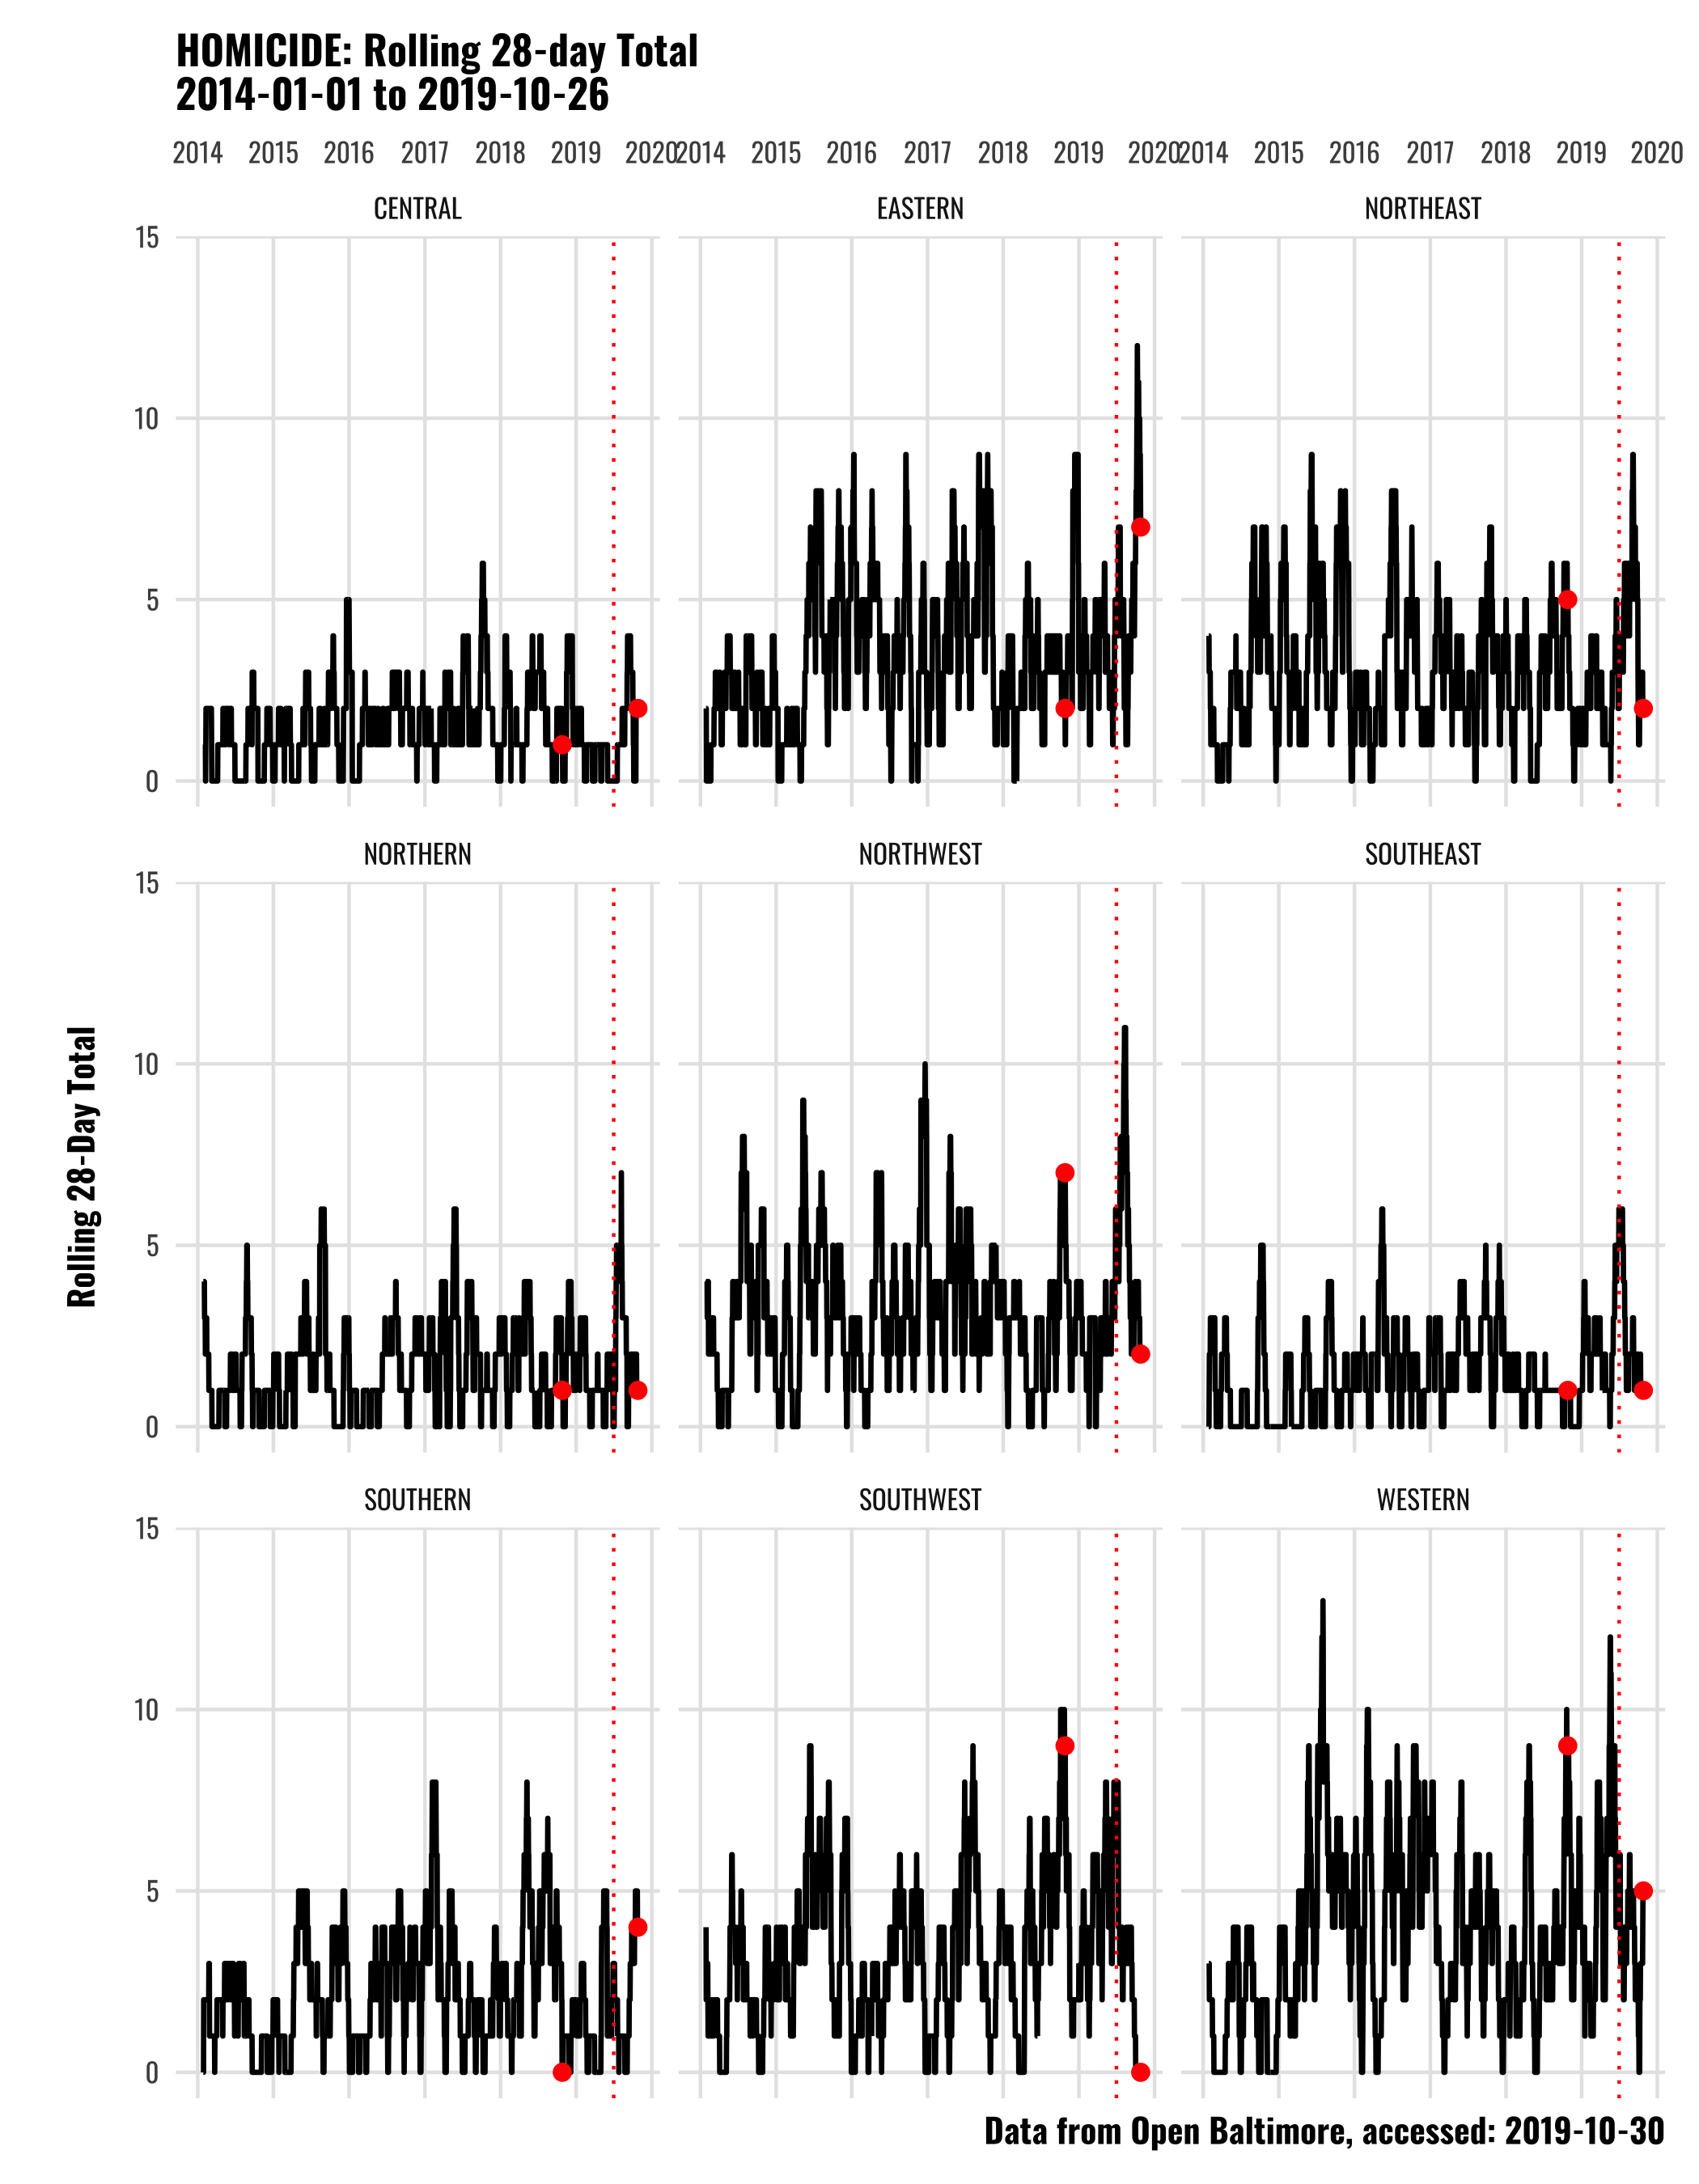 HOMICIDE: Rolling 28-day Total
2014-01-01 to 2019-10-26
2014 2015 2016 2017 2018 2019 2020 2014 2015 2016 2017 2018 2019 2020 2014 2015 2016 2017 2018 2019 2020
CENTRAL EASTERN NORTHEAST
15
10
5
0
NORTHERN NORTHWEST SOUTHEAST
15
10
5
0
Rolling 28-Day Total
SOUTHERN SOUTHWEST WESTERN
15
10
5
0
Data from Open Baltimore, accessed: 2019-10-30